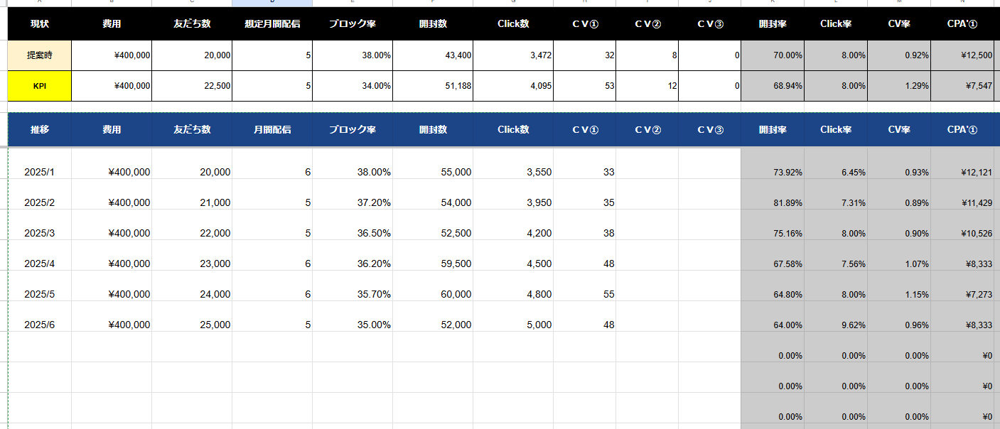 現状 費用 友だち数 想定月間配信 ブロック率 開封数 Click数 ＣＶ① ＣＶ② ＣＶ③ 開封率 Click率 CV率 CPA'①
提案時 ¥400,000 20,000 5 38.00% 43,400 3,472 32 8 0 70.00% 8.00% 0.92% ¥12,500
KPI ¥400,000 22,500 5 34.00% 51,188 4,095 53 12 0 68.94% 8.00% 1.29% ¥7,547
推移 費用 友だち数 月間配信 ブロック率 開封数 Click数 ＣＶ① ＣＶ② ＣＶ③ 開封率 Click率 CV率 CPA'①
2025/1 ¥400,000 20,000 6 38.00% 55,000 3,550 33 73.92% 6.45% 0.93% ¥12,121
2025/2 ¥400,000 21,000 5 37.20% 54,000 3,950 35 81.89% 7.31% 0.89% ¥11,429
2025/3 ¥400,000 22,000 5 36.50% 52,500 4,200 38 75.16% 8.00% 0.90% ¥10,526
2025/4 ¥400,000 23,000 6 36.20% 59,500 4,500 48 67.58% 7.56% 1.07% ¥8,333
2025/5 ¥400,000 24,000 6 35.70% 60,000 4,800 55 64.80% 8.00% 1.15% ¥7,273
2025/6 ¥400,000 25,000 5 35.00% 52,000 5,000 48 64.00% 9.62% 0.96% ¥8,333
0.00% 0.00% 0.00% ¥0
0.00% 0.00% 0.00% ¥0
0.00% 0.00% 0.00% ¥0